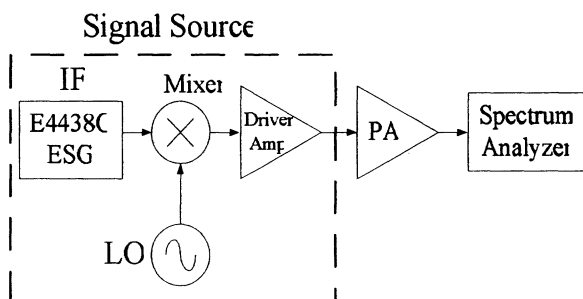 Signal Source
IF
Mixer
E4438C
ESG
Driver
Amp
PA
Spectrum
Analyzer
LO